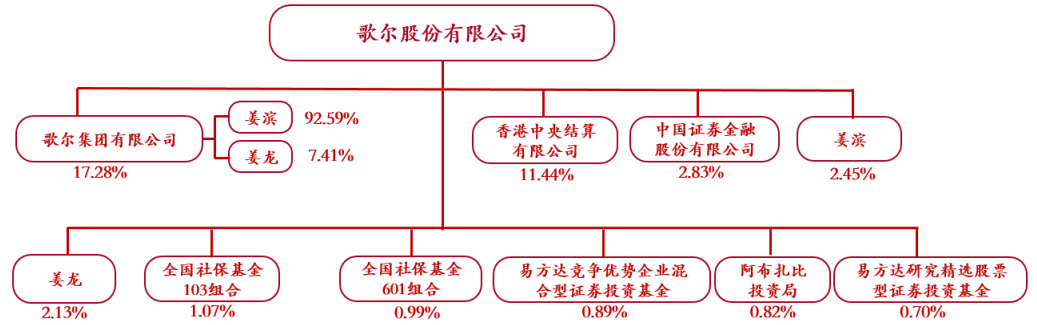 歌尔股份有限公司
歌尔集团有限公司
17.28%
姜滨 92.59%
姜龙 7.41%
香港中央结算
有限公司
11.44%
中国证券金融
股份有限公司
2.83%
姜滨
2.45%
姜龙
2.13%
全国社保基金
103组合
1.07%
全国社保基金
601组合
0.99%
易方达竞争优势企业混
合型证券投资基金
0.89%
阿布扎比
投资局
0.82%
易方达研究精选股票
型证券投资基金
0.70%